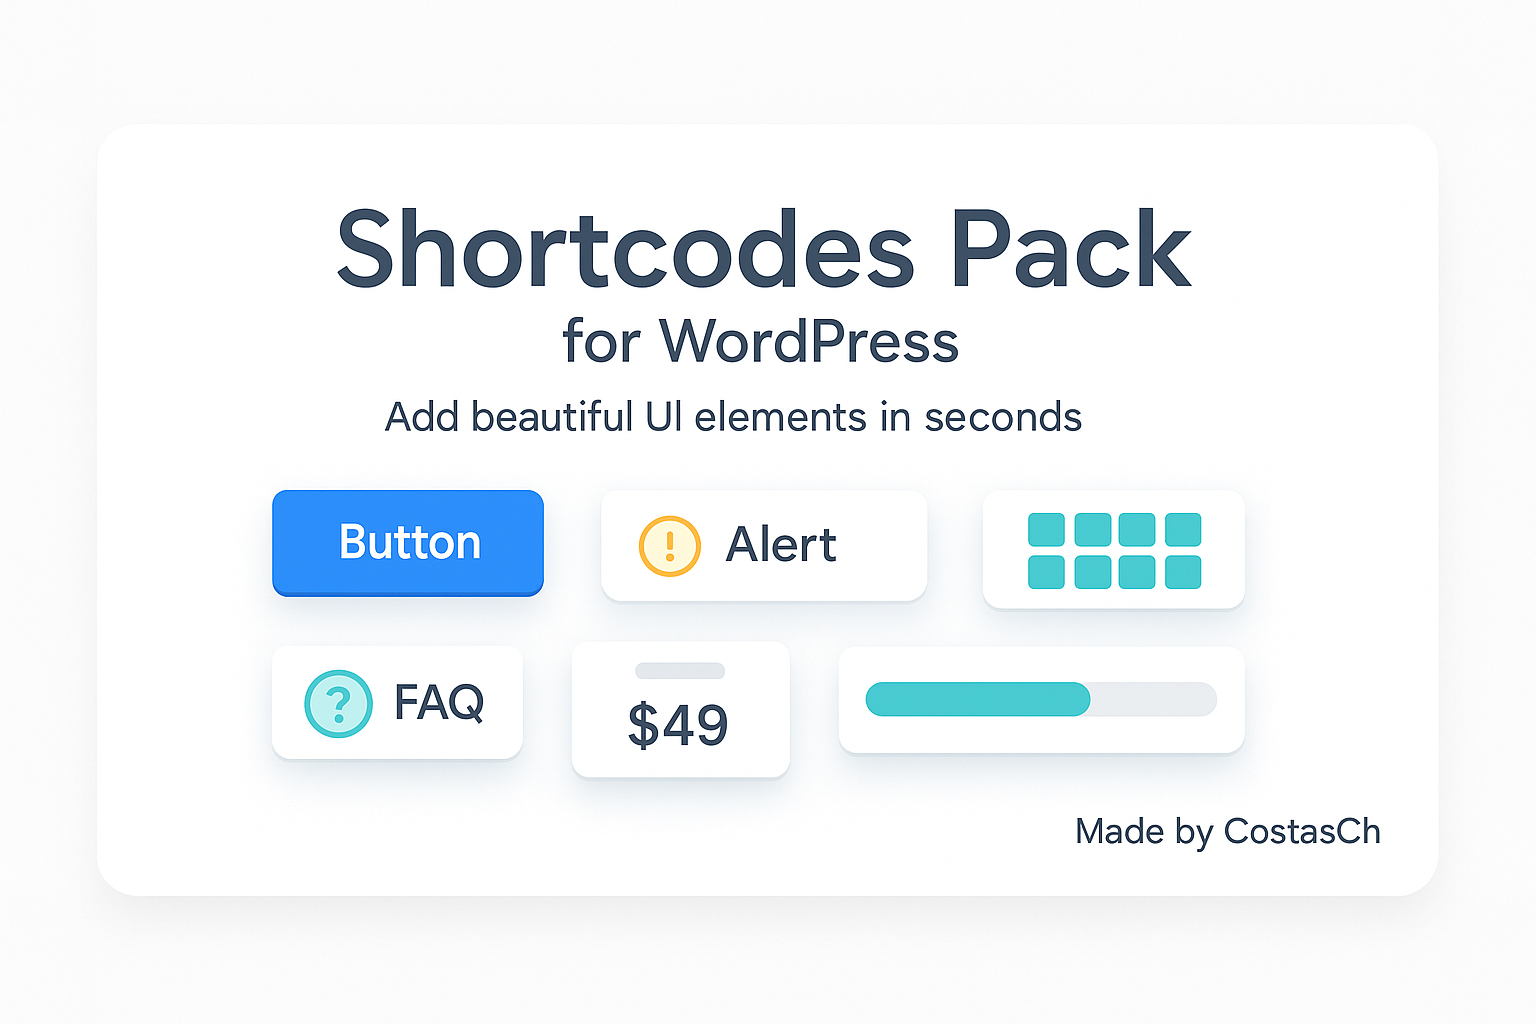 Shortcodes Pack
for WordPress
Add beautiful UI elements in seconds
Button
Alert
FAQ
$49
Made by CostasCh